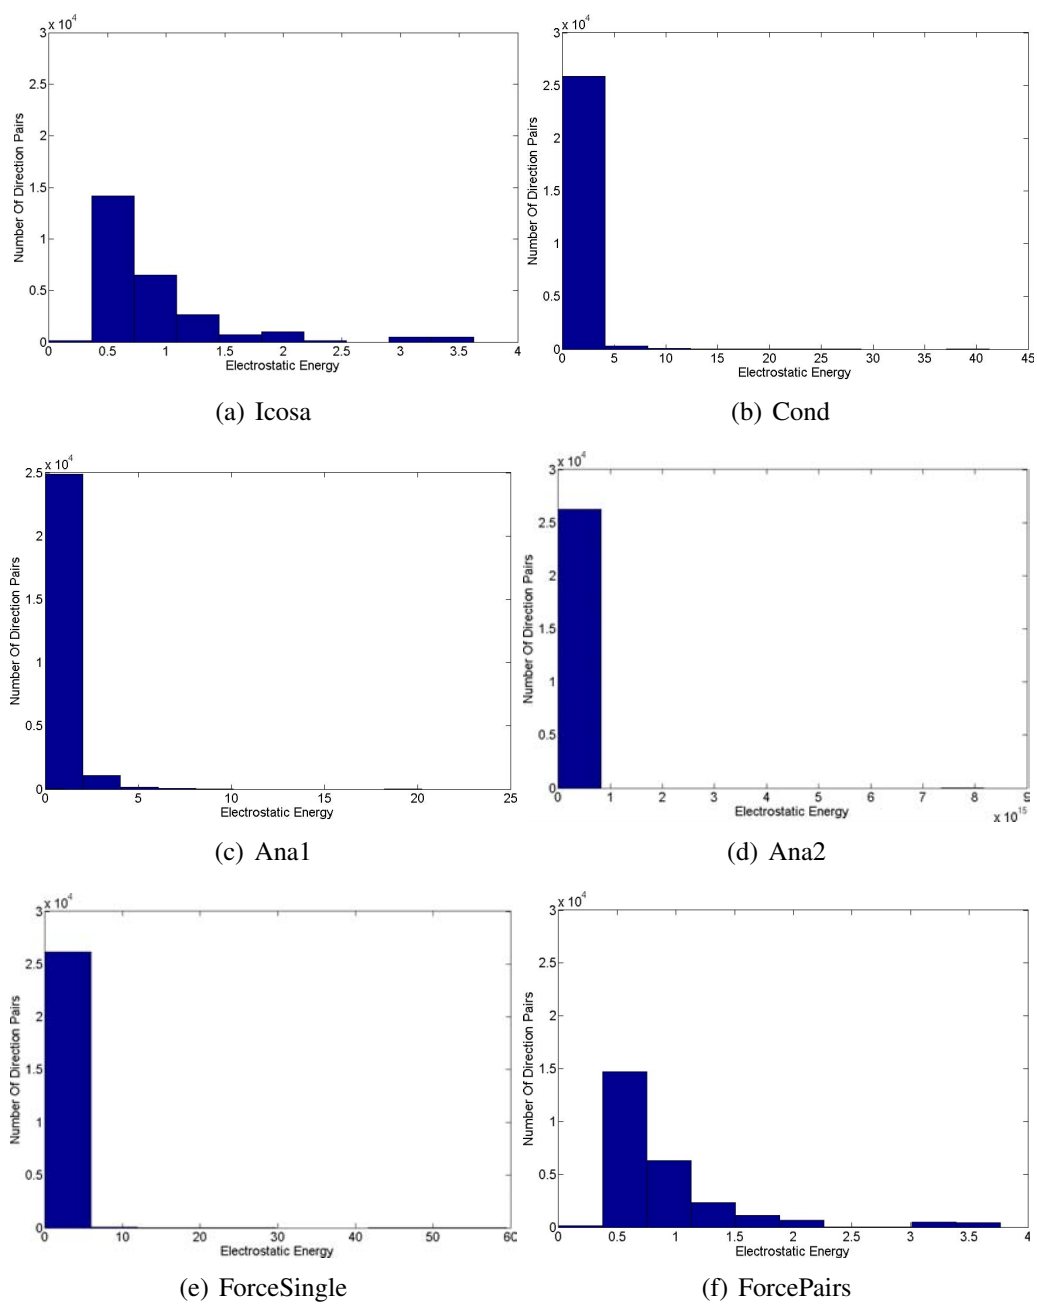 x 10^4
3
2.5
2
1.5
1
0.5
0
Number Of Direction Pairs
0 0.5 1 1.5 2 2.5 3 3.5 4
Electrostatic Energy
(a) Icosa
x 10^4
3
2.5
2
1.5
1
0.5
0
Number Of Direction Pairs
0 5 10 15 20 25 30 35 40 45
Electrostatic Energy
(b) Cond
x 10^4
2.5
2
1.5
1
0.5
0
Number Of Direction Pairs
0 5 10 15 20 25
Electrostatic Energy
(c) Ana1
x 10^4
3
2.5
2
1.5
1
0.5
0
Number Of Direction Pairs
0 1 2 3 4 5 6 7 8 9
Electrostatic Energy
x 10^15
(d) Ana2
x 10^4
3
2.5
2
1.5
1
0.5
0
Number Of Direction Pairs
0 10 20 30 40 50 60
Electrostatic Energy
(e) ForceSingle
x 10^4
3
2.5
2
1.5
1
0.5
0
Number Of Direction Pairs
0.5 1 1.5 2 2.5 3 3.5 4
Electrostatic Energy
(f) ForcePairs